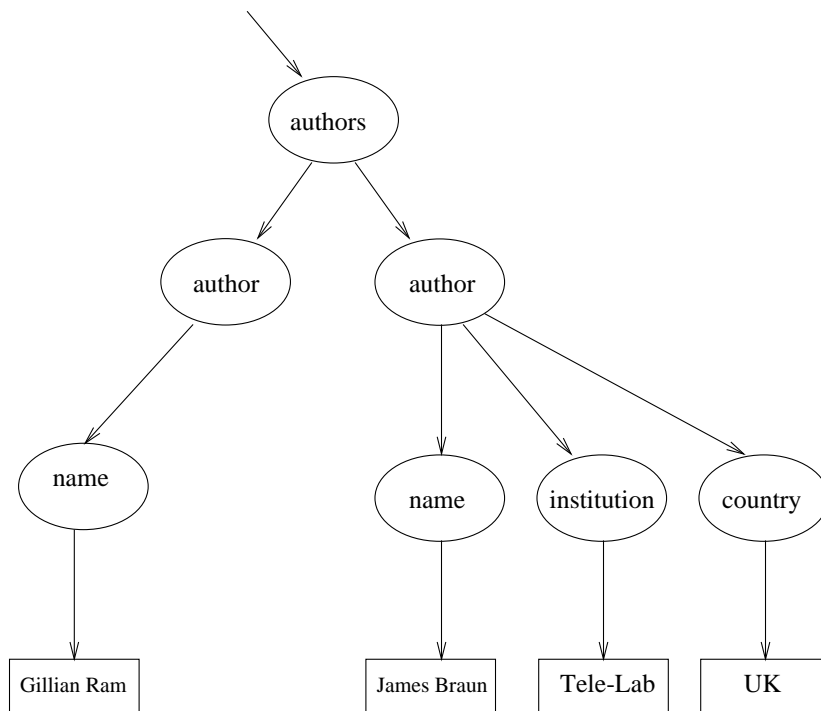 authors
author
author
name
name
institution
country
Gillian Ram
James Braun
Tele-Lab
UK